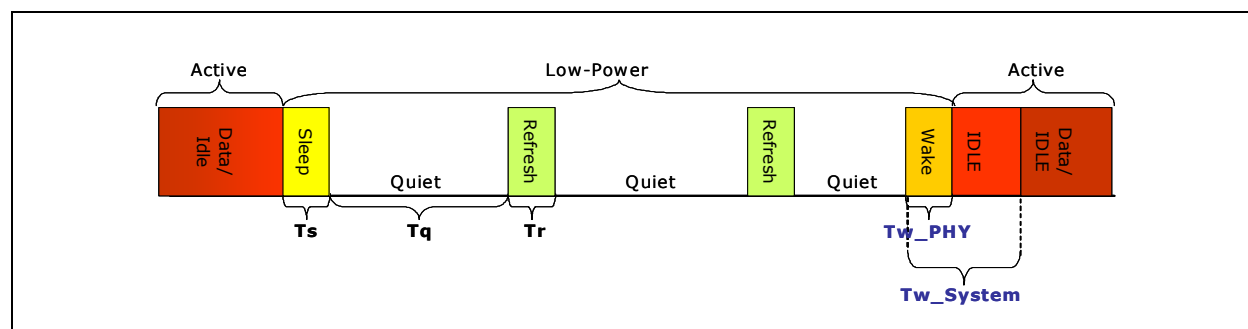 Active
Low-Power
Active
Data/
Idle
Sleep
Refresh
Refresh
Wake
IDLE
Data/
IDLE
Quiet
Quiet
Quiet
Ts
Tq
Tr
Tw_PHY
Tw_System